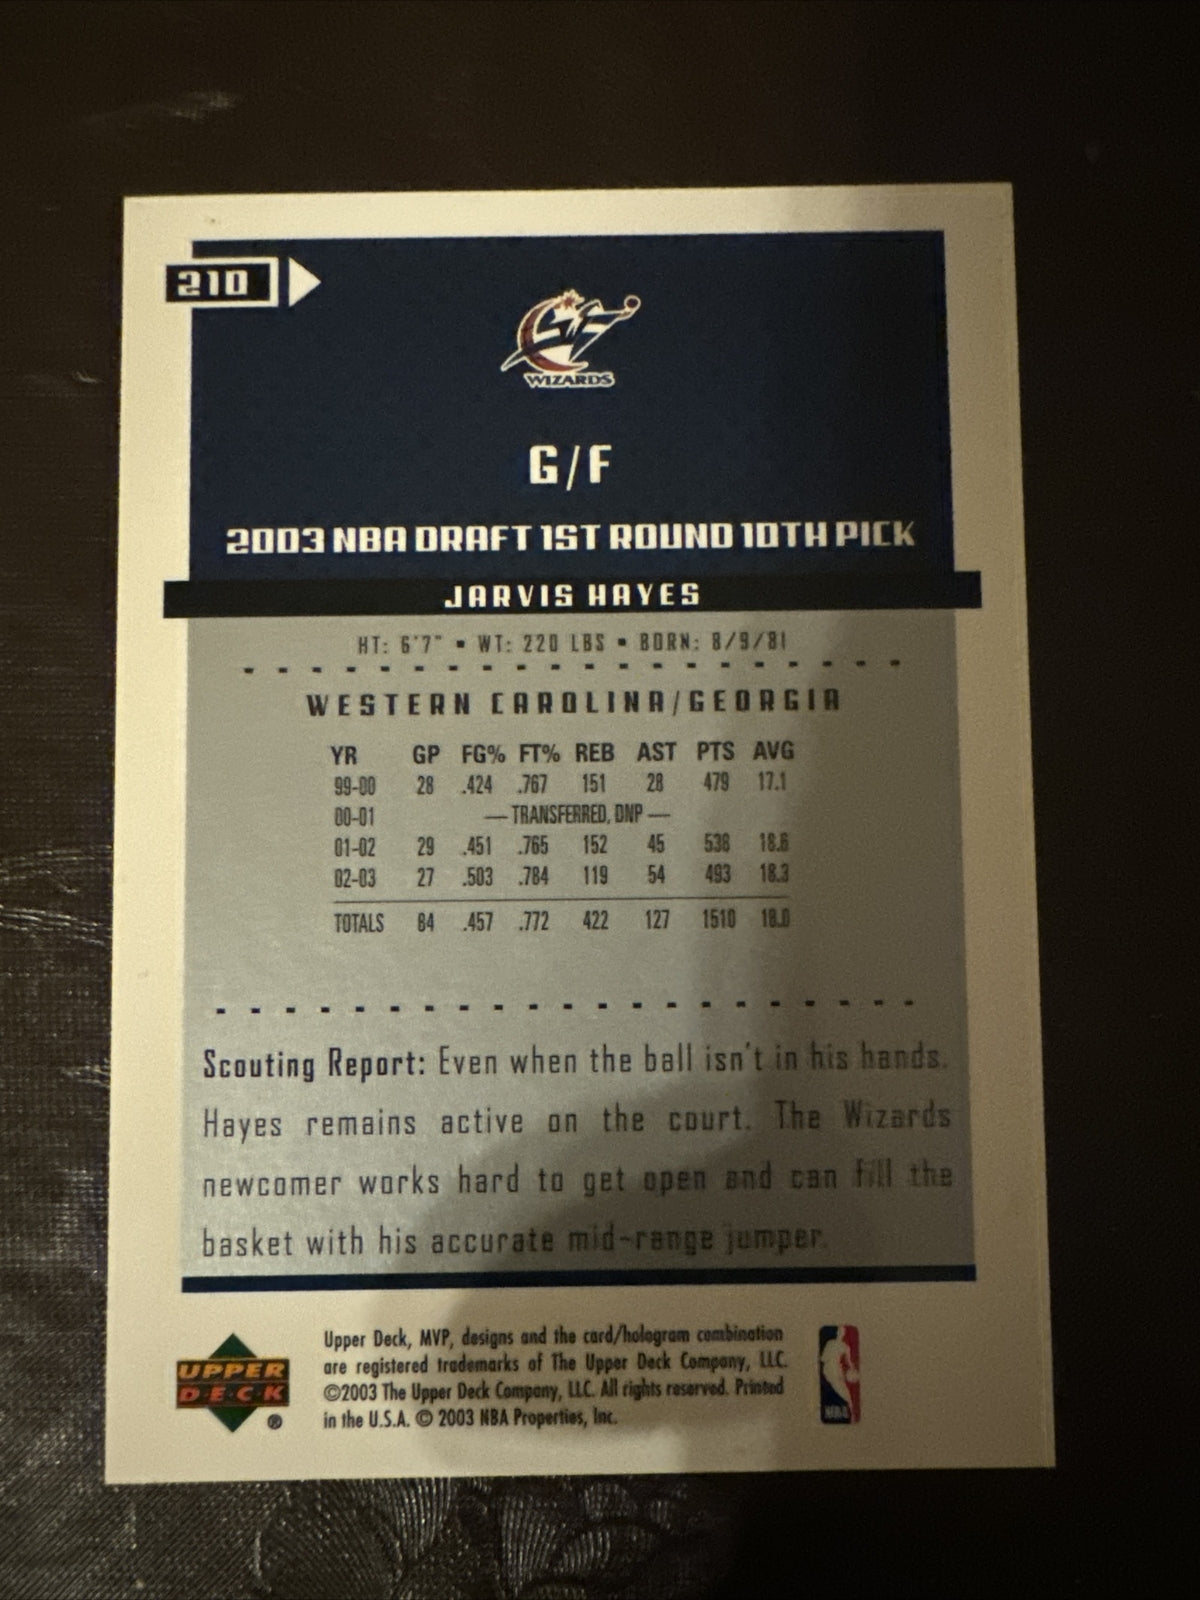 210
WIZARDS
G/F
2003 NBA DRAFT 1ST ROUND 10TH PICK
JARVIS HAYES
HT: 6'7" ▪ WT: 220 LBS ▪ BORN: 8/9/81
WESTERN CAROLINA/GEORGIA
YR GP FG% FT% REB AST PTS AVG
99-00 28 .424 .767 151 28 479 17.1
00-01 — TRANSFERRED, DNP —
01-02 29 .451 .765 152 45 538 18.6
02-03 27 .503 .784 119 54 493 18.3
TOTALS 84 .457 .772 422 127 1510 18.0
Scouting Report: Even when the ball isn't in his hands,
Hayes remains active on the court. The Wizards
newcomer works hard to get open and can fill the
basket with his accurate mid-range jumper.
Upper Deck, MVP, designs and the card/hologram combination
are registered trademarks of The Upper Deck Company, LLC.
©2003 The Upper Deck Company, LLC. All rights reserved. Printed
in the U.S.A. © 2003 NBA Properties, Inc.
UPPER
DECK ®
NBA